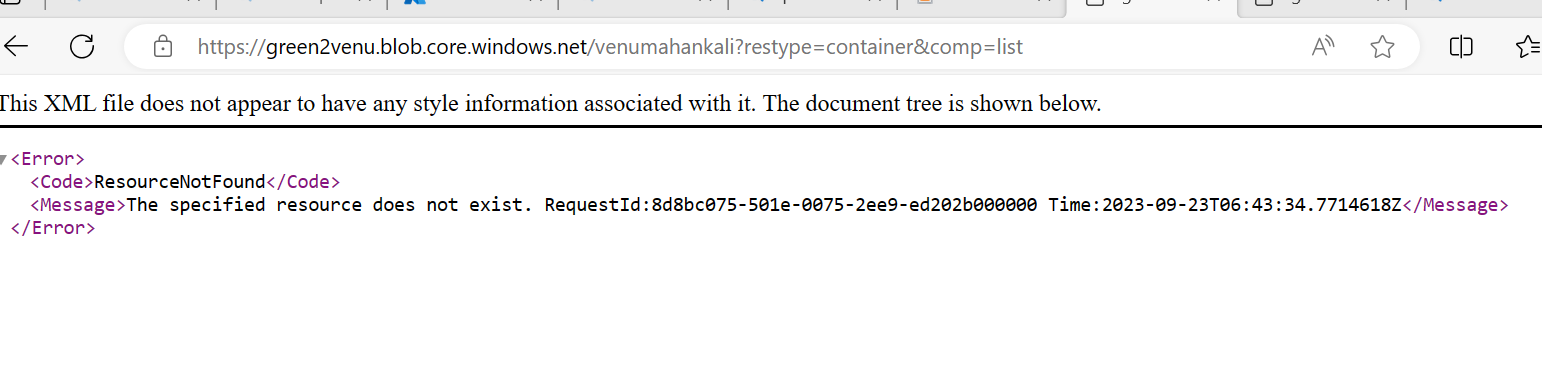 https://green2venu.blob.core.windows.net/venumahankali?restype=container&comp=list
This XML file does not appear to have any style information associated with it. The document tree is shown below.
<Error>
<Code>ResourceNotFound</Code>
<Message>The specified resource does not exist. RequestId:8d8bc075-501e-0075-2ee9-ed202b000000 Time:2023-09-23T06:43:34.7714618Z</Message>
</Error>